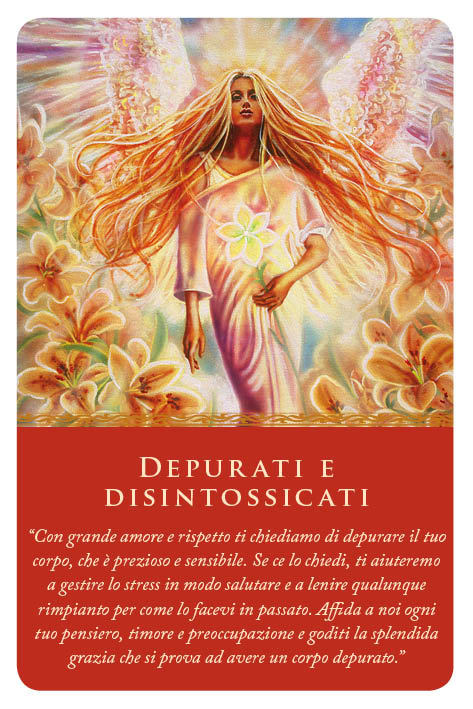 Depurati e
disintossicati
“Con grande amore e rispetto ti chiediamo di depurare il tuo
corpo, che è prezioso e sensibile. Se ce lo chiedi, ti aiuteremo
a gestire lo stress in modo salutare e a lenire qualunque
rimpianto per come lo facevi in passato. Affida a noi ogni
tuo pensiero, timore e preoccupazione e goditi la splendida
grazia che si prova ad avere un corpo depurato.”